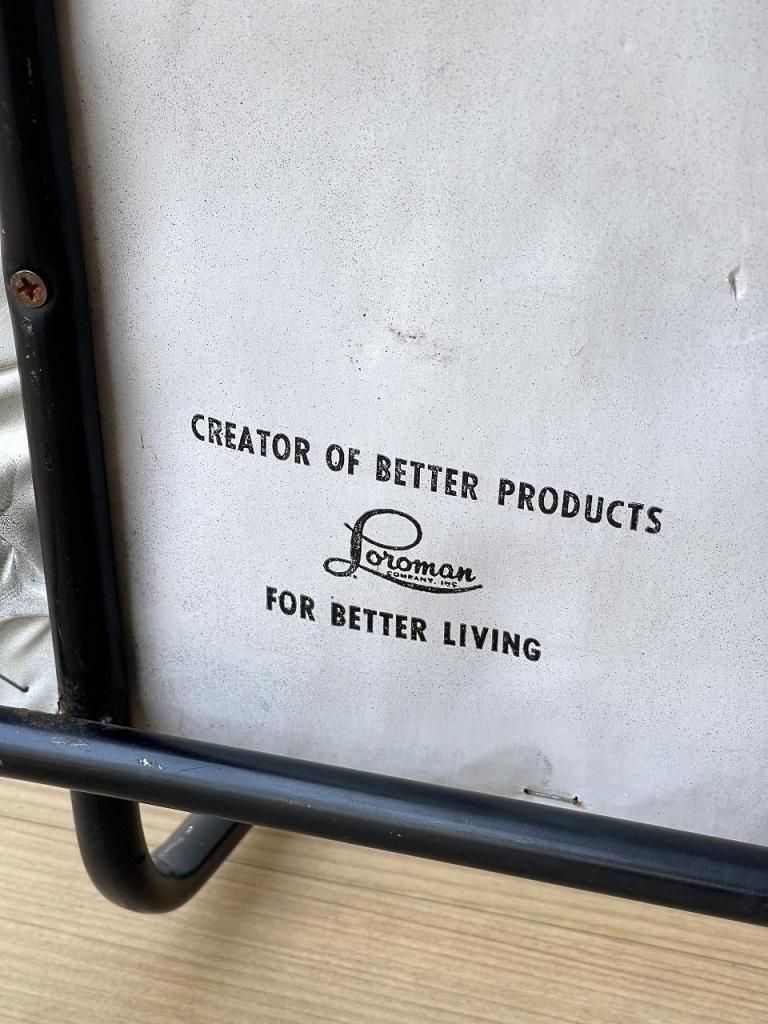 CREATOR OF BETTER PRODUCTS
Loroman
COMPANY, INC.
FOR BETTER LIVING